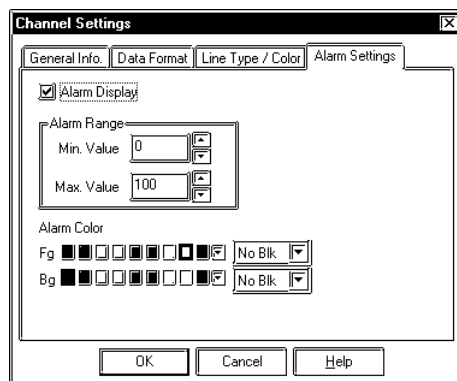 Channel Settings
General Info. Data Format Line Type / Color Alarm Settings
Alarm Display
Alarm Range
Min. Value 0
Max. Value 100
Alarm Color
Fg No Blk
Bg No Blk
OK Cancel Help